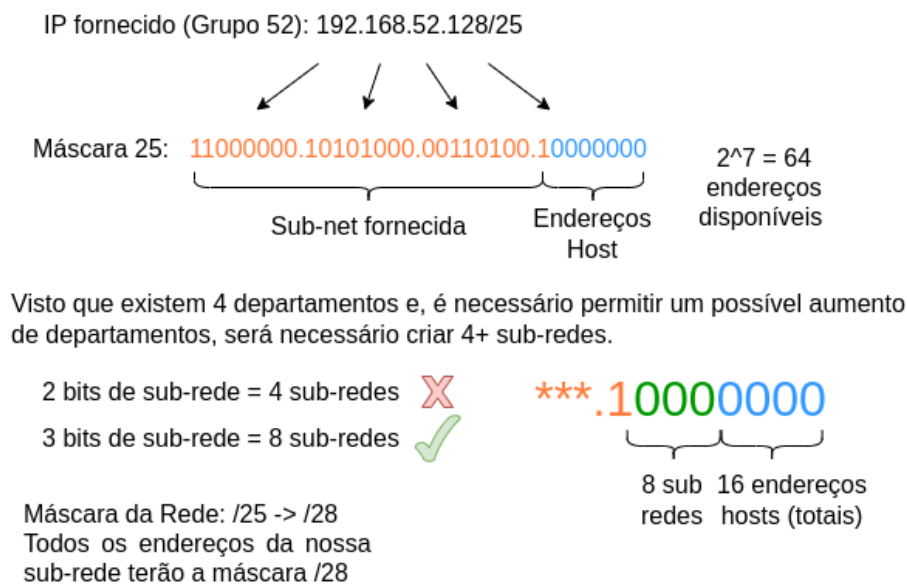 IP fornecido (Grupo 52): 192.168.52.128/25
Máscara 25: 11000000.10101000.00110100.10000000
2^7 = 64
endereços
disponíveis
Sub-net fornecida
Endereços
Host
Visto que existem 4 departamentos e, é necessário permitir um possível aumento
de departamentos, será necessário criar 4+ sub-redes.
2 bits de sub-rede = 4 sub-redes
3 bits de sub-rede = 8 sub-redes
***.10000000
8 sub
redes
16 endereços
hosts (totais)
Máscara da Rede: /25 -> /28
Todos os endereços da nossa
sub-rede terão a máscara /28